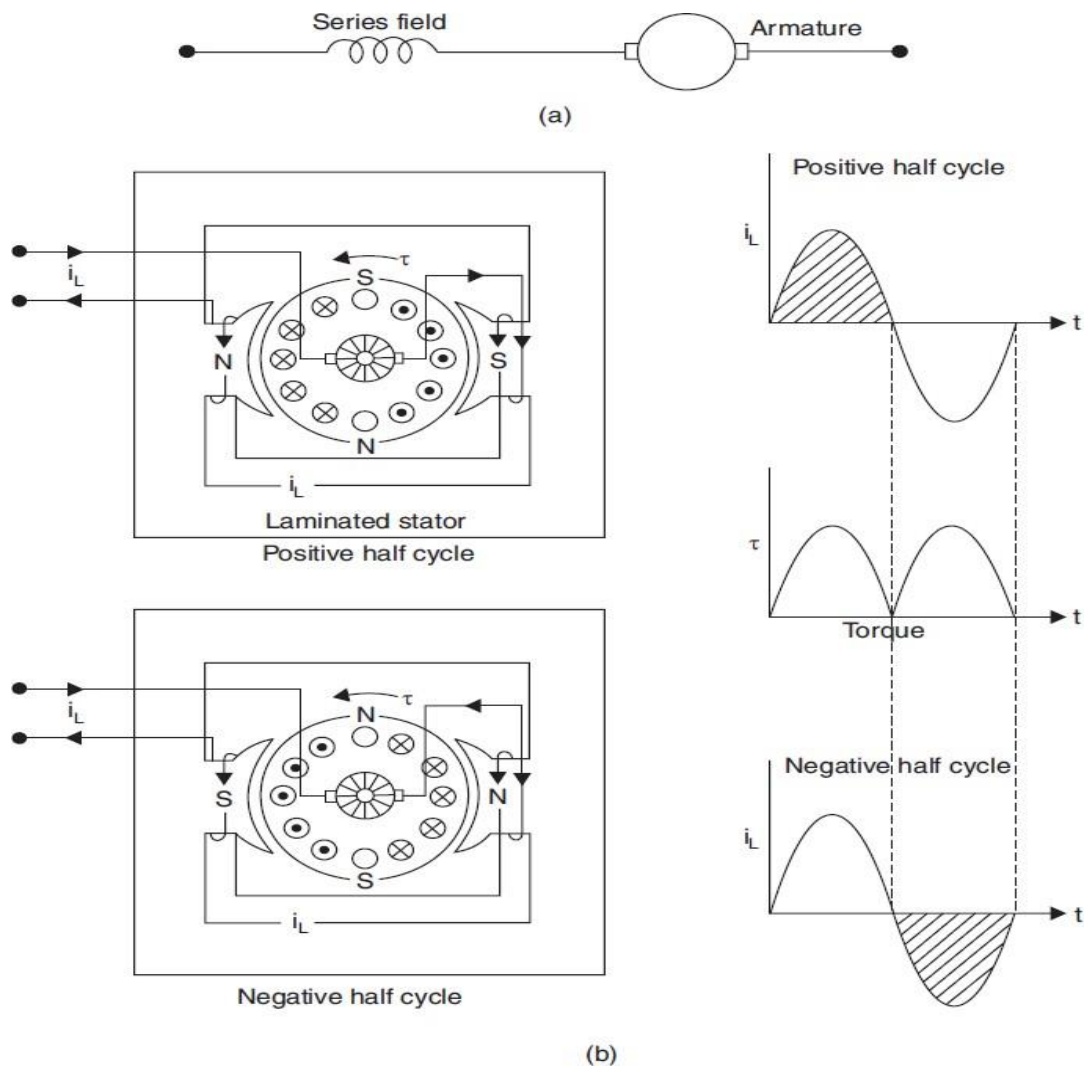 Series field
Armature
(a)
Positive half cycle
i_L
t
S
τ
i_L
N
S
N
i_L
Laminated stator
Positive half cycle
τ
t
Torque
N
τ
i_L
S
N
S
i_L
Negative half cycle
Negative half cycle
i_L
t
(b)